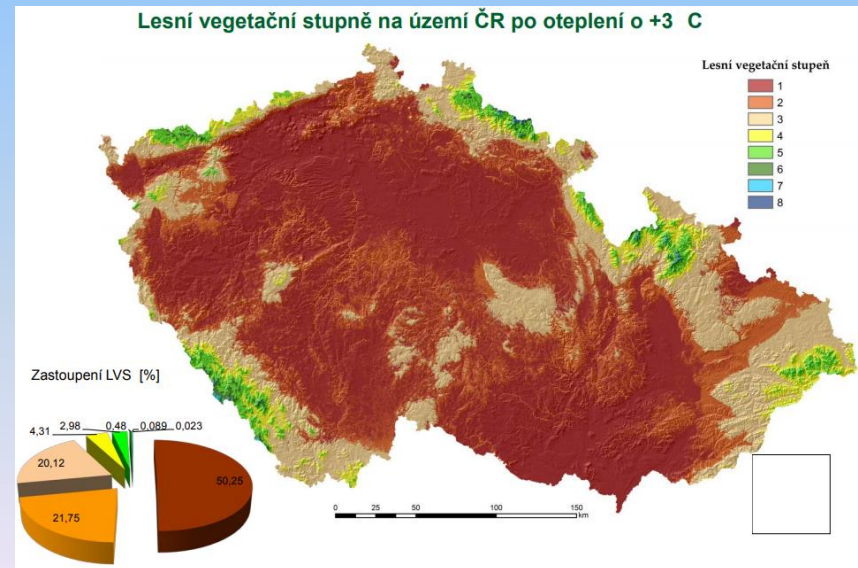 Lesní vegetační stupně na území ČR po oteplení o +3 C
Lesní vegetační stupeň
1
2
3
4
5
6
7
8
Zastoupení LVS [%]
4,31 2,98 0,48 0,089 0,023
20,12
50,25
21,75
0 25 50 100 150
km